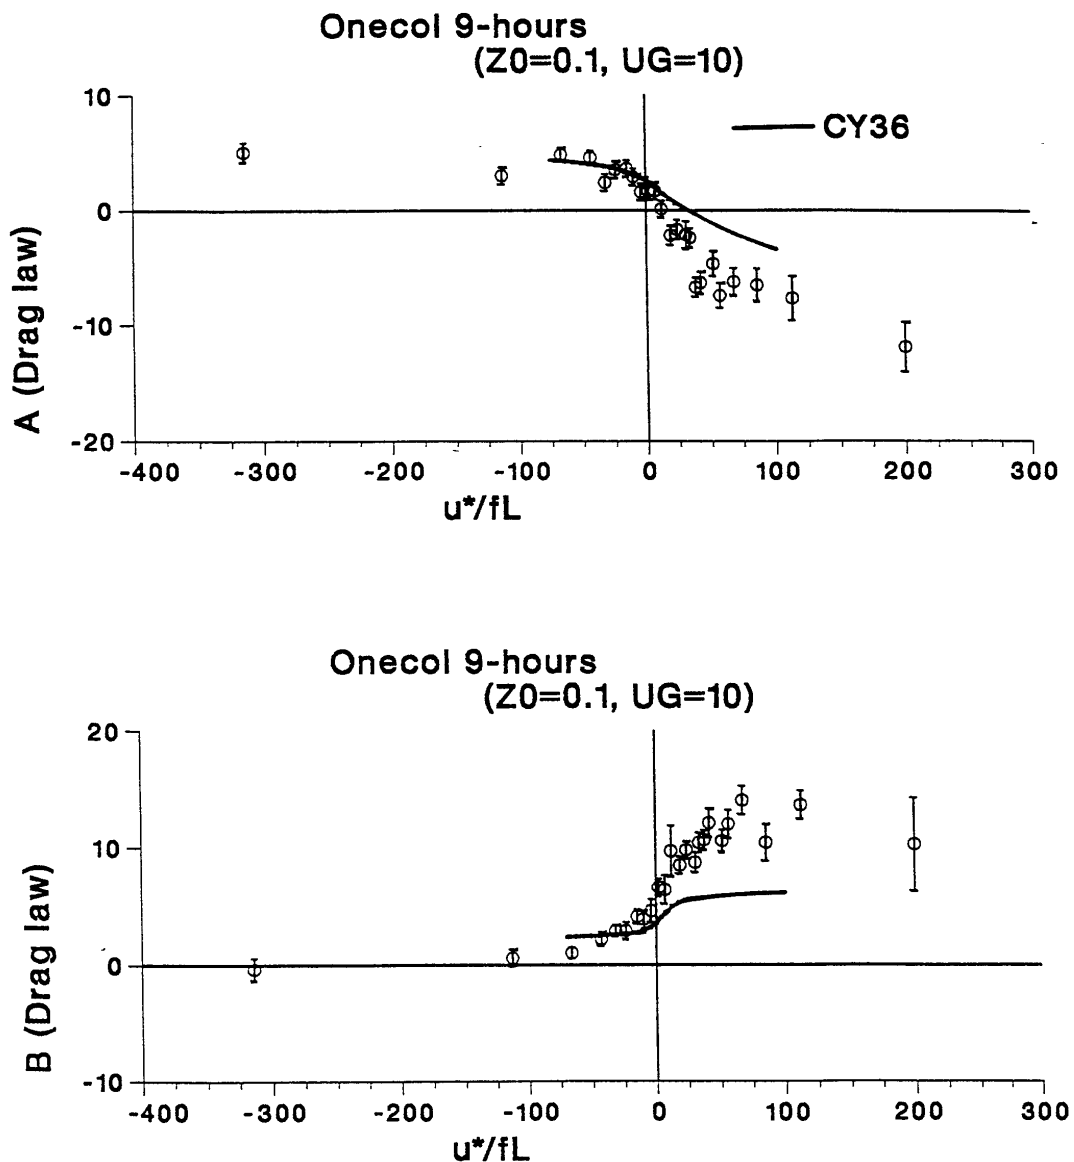 Onecol 9-hours
(Z0=0.1, UG=10)
CY36
10
0
-10
-20
A (Drag law)
-400 -300 -200 -100 0 100 200 300
u*/fL
Onecol 9-hours
(Z0=0.1, UG=10)
20
10
0
-10
B (Drag law)
-400 -300 -200 -100 0 100 200 300
u*/fL